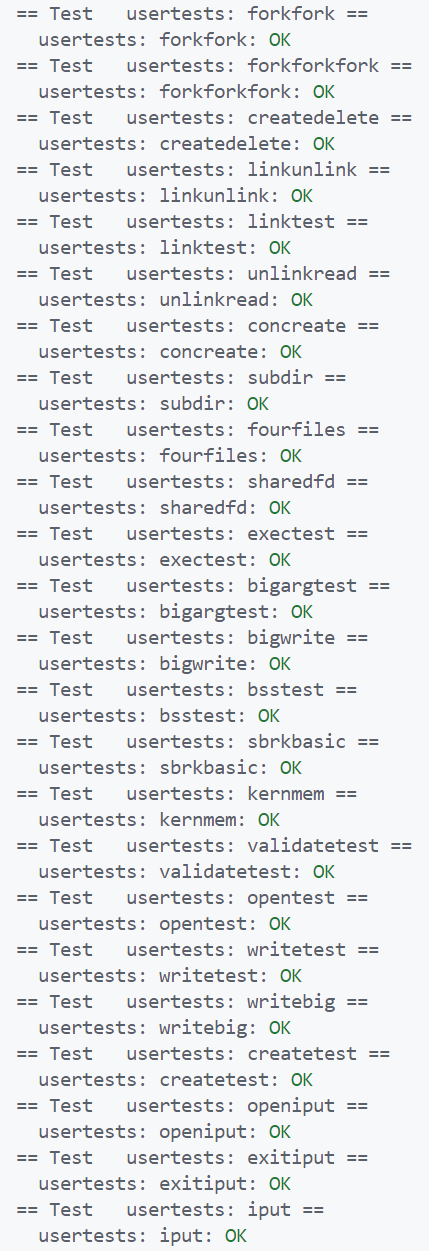 == Test   usertests: forkfork ==
  usertests: forkfork: OK
== Test   usertests: forkforkfork ==
  usertests: forkforkfork: OK
== Test   usertests: createdelete ==
  usertests: createdelete: OK
== Test   usertests: linkunlink ==
  usertests: linkunlink: OK
== Test   usertests: linktest ==
  usertests: linktest: OK
== Test   usertests: unlinkread ==
  usertests: unlinkread: OK
== Test   usertests: concreate ==
  usertests: concreate: OK
== Test   usertests: subdir ==
  usertests: subdir: OK
== Test   usertests: fourfiles ==
  usertests: fourfiles: OK
== Test   usertests: sharedfd ==
  usertests: sharedfd: OK
== Test   usertests: exectest ==
  usertests: exectest: OK
== Test   usertests: bigargtest ==
  usertests: bigargtest: OK
== Test   usertests: bigwrite ==
  usertests: bigwrite: OK
== Test   usertests: bsstest ==
  usertests: bsstest: OK
== Test   usertests: sbrkbasic ==
  usertests: sbrkbasic: OK
== Test   usertests: kernmem ==
  usertests: kernmem: OK
== Test   usertests: validatetest ==
  usertests: validatetest: OK
== Test   usertests: opentest ==
  usertests: opentest: OK
== Test   usertests: writetest ==
  usertests: writetest: OK
== Test   usertests: writebig ==
  usertests: writebig: OK
== Test   usertests: createtest ==
  usertests: createtest: OK
== Test   usertests: openiput ==
  usertests: openiput: OK
== Test   usertests: exitiput ==
  usertests: exitiput: OK
== Test   usertests: iput ==
  usertests: iput: OK